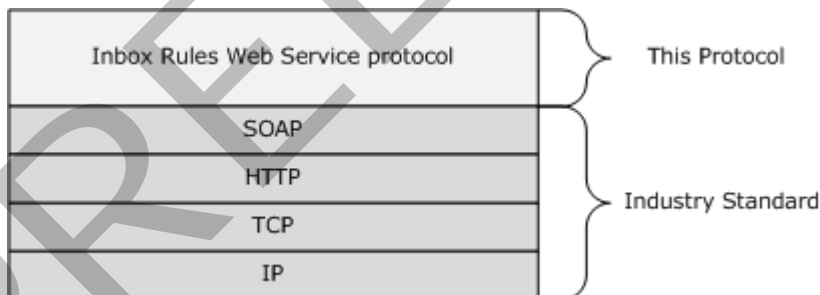 Inbox Rules Web Service protocol
This Protocol
SOAP
HTTP
TCP
IP
Industry Standard